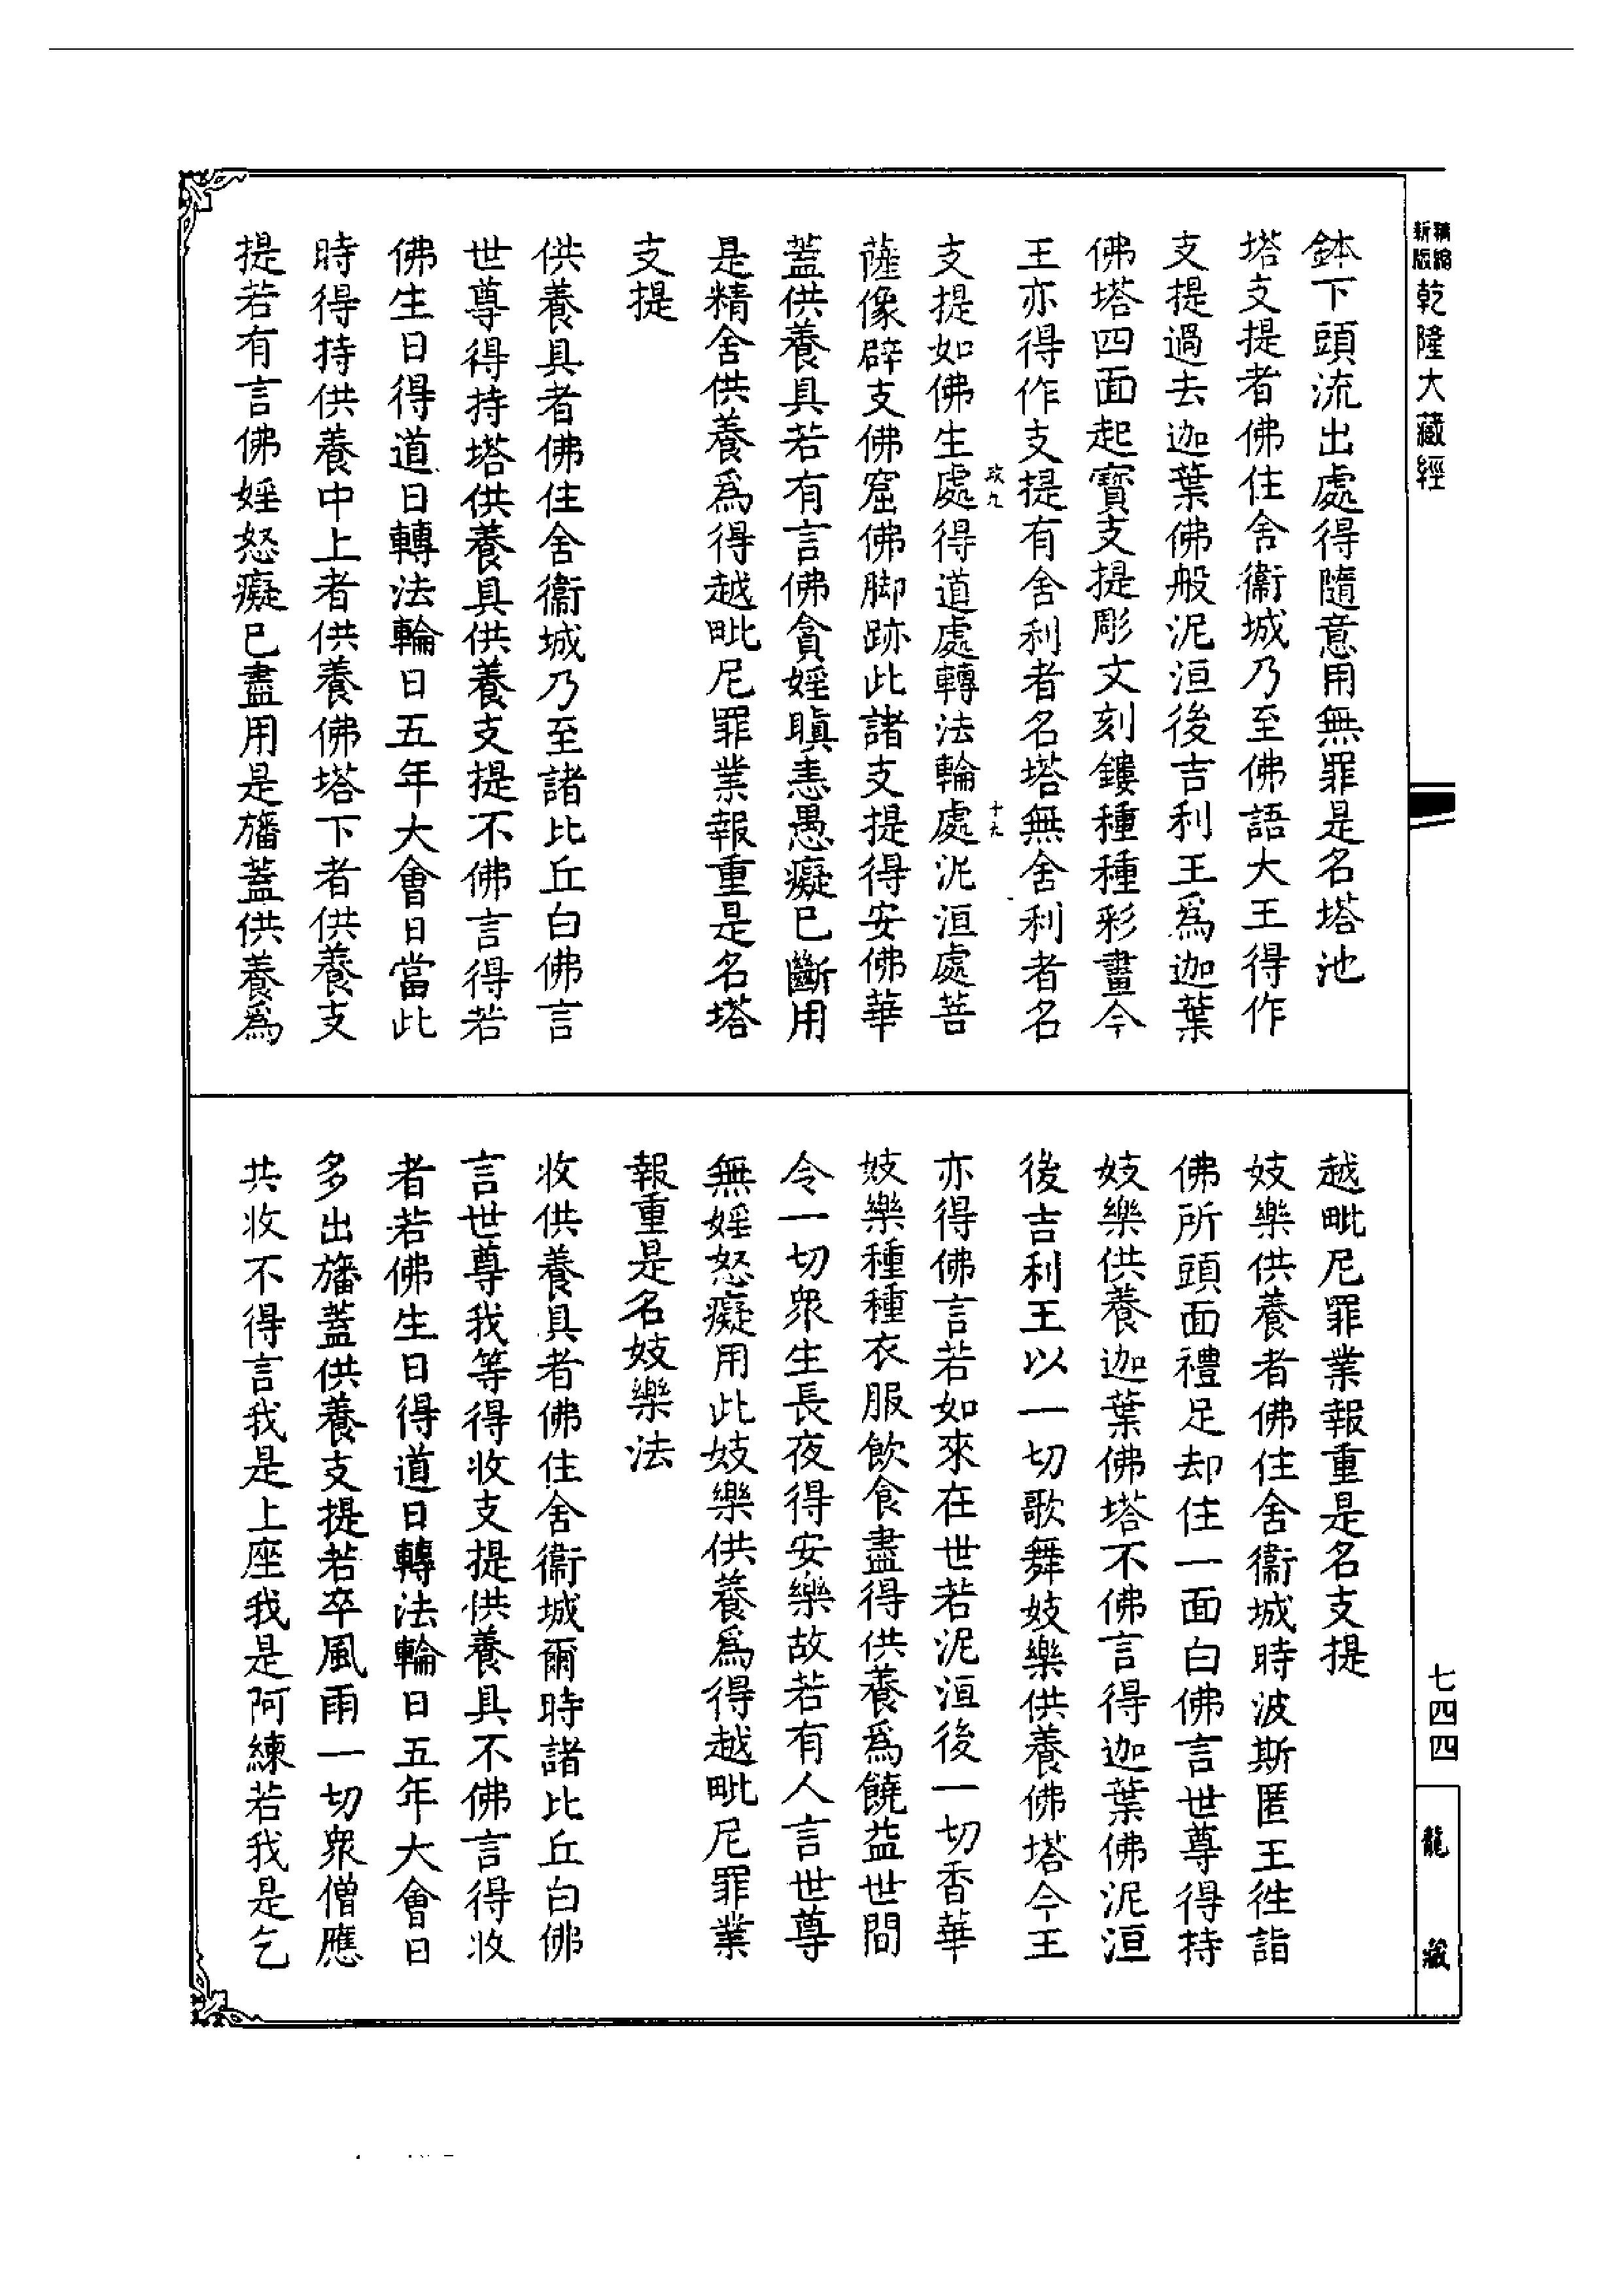 新版精縮乾隆大藏經
鉢下頭流出處得隨意用無罪是名塔池
塔支提者佛住舍衞城乃至佛語大王得作
支提過去迦葉佛般泥洹後吉利王爲迦葉
佛塔四面起寶支提彫文刻鏤種種彩畫今
王亦得作支提有舍利者名塔無舍利者名
政九
十九
支提如佛生處得道處轉法輪處泥洹處菩
薩像辟支佛窟佛脚跡此諸支提得安佛華
蓋供養具若有言佛貪婬瞋恚愚癡已斷用
是精舍供養爲得越毗尼罪業報重是名塔
支提
供養具者佛住舍衞城乃至諸比丘白佛言
世尊得持塔供養具供養支提不佛言得若
佛生日得道日轉法輪日五年大會日當此
時得持供養中上者供養佛塔下者供養支
提若有言佛婬怒癡已盡用是旛蓋供養爲
越毗尼罪業報重是名支提
妓樂供養者佛住舍衞城時波斯匿王徃詣
佛所頭面禮足却住一面白佛言世尊得持
妓樂供養迦葉佛塔不佛言得迦葉佛泥洹
後吉利王以一切歌舞妓樂供養佛塔今王
亦得佛言若如來在世若泥洹後一切香華
妓樂種種衣服飲食盡得供養爲饒益世間
令一切衆生長夜得安樂故若有人言世尊
無婬怒癡用此妓樂供養爲得越毗尼罪業
報重是名妓樂法
收供養具者佛住舍衞城爾時諸比丘白佛
言世尊我等得收支提供養具不佛言得收
者若佛生日得道日轉法輪日五年大會日
多出旛蓋供養支提若卒風雨一切衆僧應
共收不得言我是上座我是阿練若我是乞
七四四
龍藏